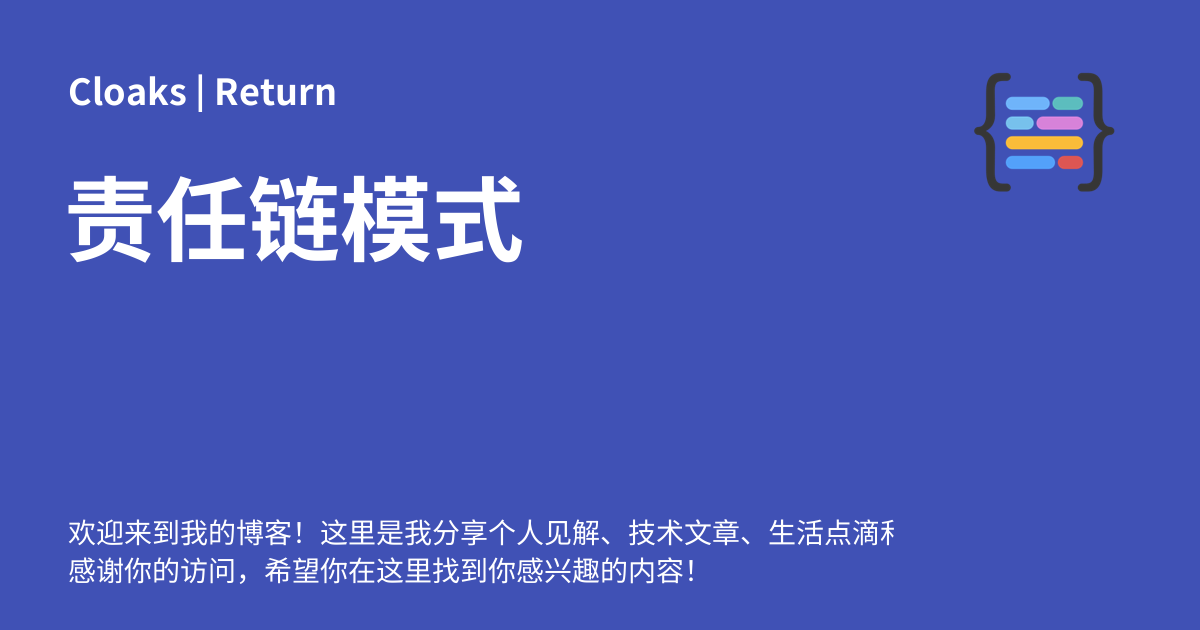 Cloaks | Return
责任链模式
欢迎来到我的博客！这里是我分享个人见解、技术文章、生活点滴
感谢你的访问，希望你在这里找到你感兴趣的内容！